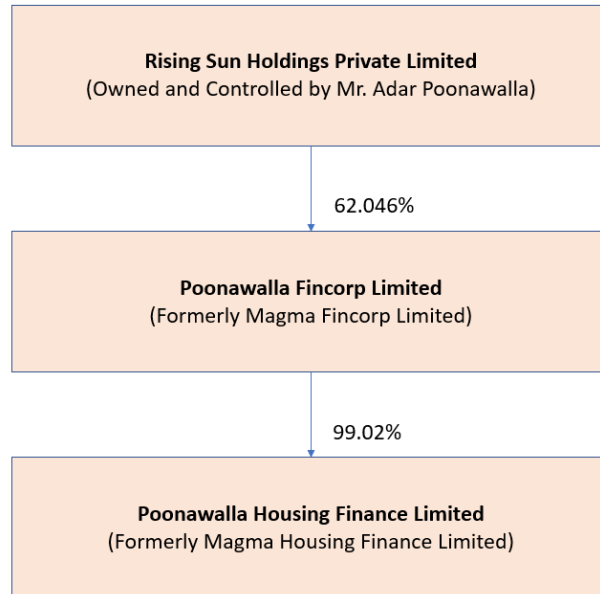 Rising Sun Holdings Private Limited
(Owned and Controlled by Mr. Adar Poonawalla)
62.046%
Poonawalla Fincorp Limited
(Formerly Magma Fincorp Limited)
99.02%
Poonawalla Housing Finance Limited
(Formerly Magma Housing Finance Limited)